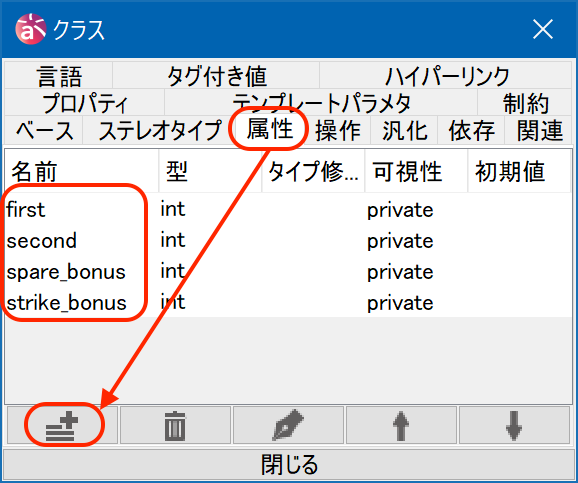 クラス
言語 タグ付き値 ハイパーリンク
プロパティ テンプレートパラメタ 制約
ベース ステレオタイプ 属性 操作 汎化 依存 関連
名前 型 タイプ修... 可視性 初期値
first int private
second int private
spare_bonus int private
strike_bonus int private
閉じる